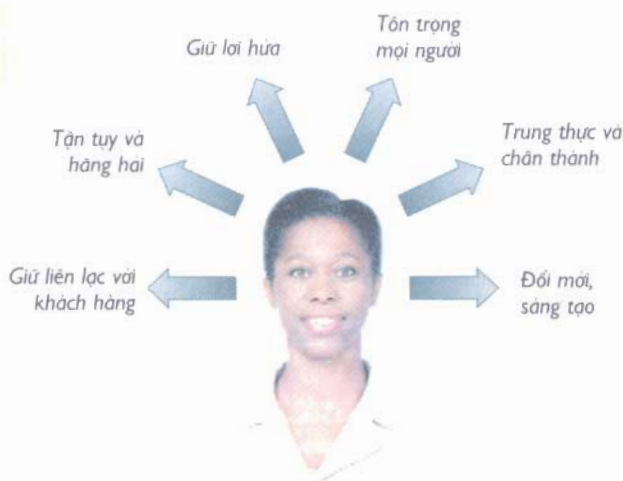 Giữ lời hứa
Tôn trọng
mọi người
Tận tụy và
hăng hái
Trung thực và
chân thành
Giữ liên lạc với
khách hàng
Đổi mới,
sáng tạo